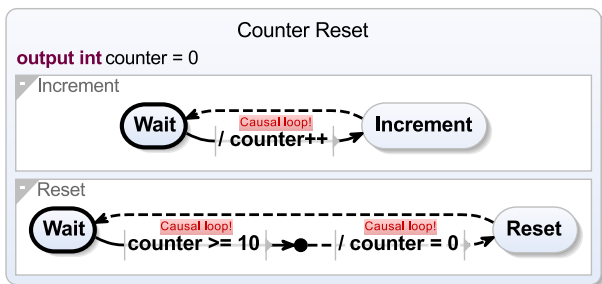 Counter Reset
output int counter = 0
- Increment
Causal loop!
Wait / counter++ Increment
- Reset
Causal loop! Causal loop!
Wait counter >= 10 / counter = 0 Reset